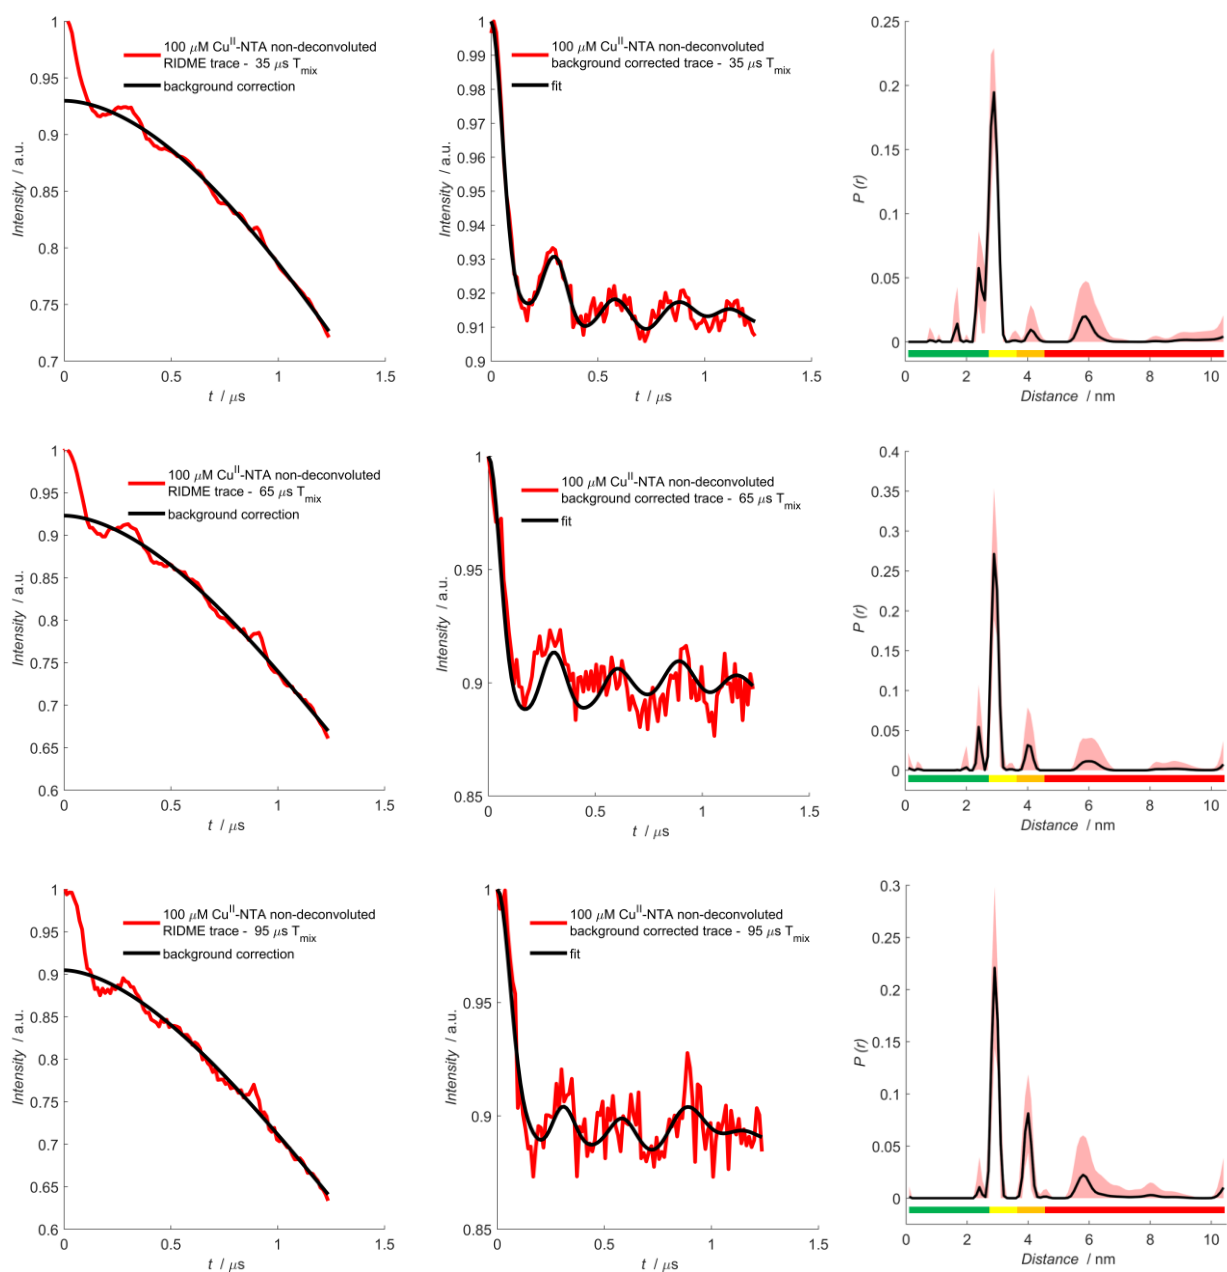 1
0.95
0.9
0.85
0.8
0.75
0.7
0
0.5
1
1.5
Intensity / a.u.
t / μs
100 μM Cu^II-NTA non-deconvoluted
RIDME trace - 35 μs T_mix
background correction
1
0.99
0.98
0.97
0.96
0.95
0.94
0.93
0.92
0.91
0.9
0
0.5
1
1.5
Intensity / a.u.
t / μs
100 μM Cu^II-NTA non-deconvoluted
background corrected trace - 35 μs T_mix
fit
0.25
0.2
0.15
0.1
0.05
0
0 2 4 6 8 10
P (r)
Distance / nm
1
0.95
0.9
0.85
0.8
0.75
0.7
0.65
0.6
0
0.5
1
1.5
Intensity / a.u.
t / μs
100 μM Cu^II-NTA non-deconvoluted
RIDME trace - 65 μs T_mix
background correction
1
0.95
0.9
0.85
0
0.5
1
1.5
Intensity / a.u.
t / μs
100 μM Cu^II-NTA non-deconvoluted
background corrected trace - 65 μs T_mix
fit
0.4
0.35
0.3
0.25
0.2
0.15
0.1
0.05
0
0 2 4 6 8 10
P (r)
Distance / nm
1
0.95
0.9
0.85
0.8
0.75
0.7
0.65
0.6
0
0.5
1
1.5
Intensity / a.u.
t / μs
100 μM Cu^II-NTA non-deconvoluted
RIDME trace - 95 μs T_mix
background correction
1
0.95
0.9
0.85
0
0.5
1
1.5
Intensity / a.u.
t / μs
100 μM Cu^II-NTA non-deconvoluted
background corrected trace - 95 μs T_mix
fit
0.3
0.25
0.2
0.15
0.1
0.05
0
0 2 4 6 8 10
P (r)
Distance / nm